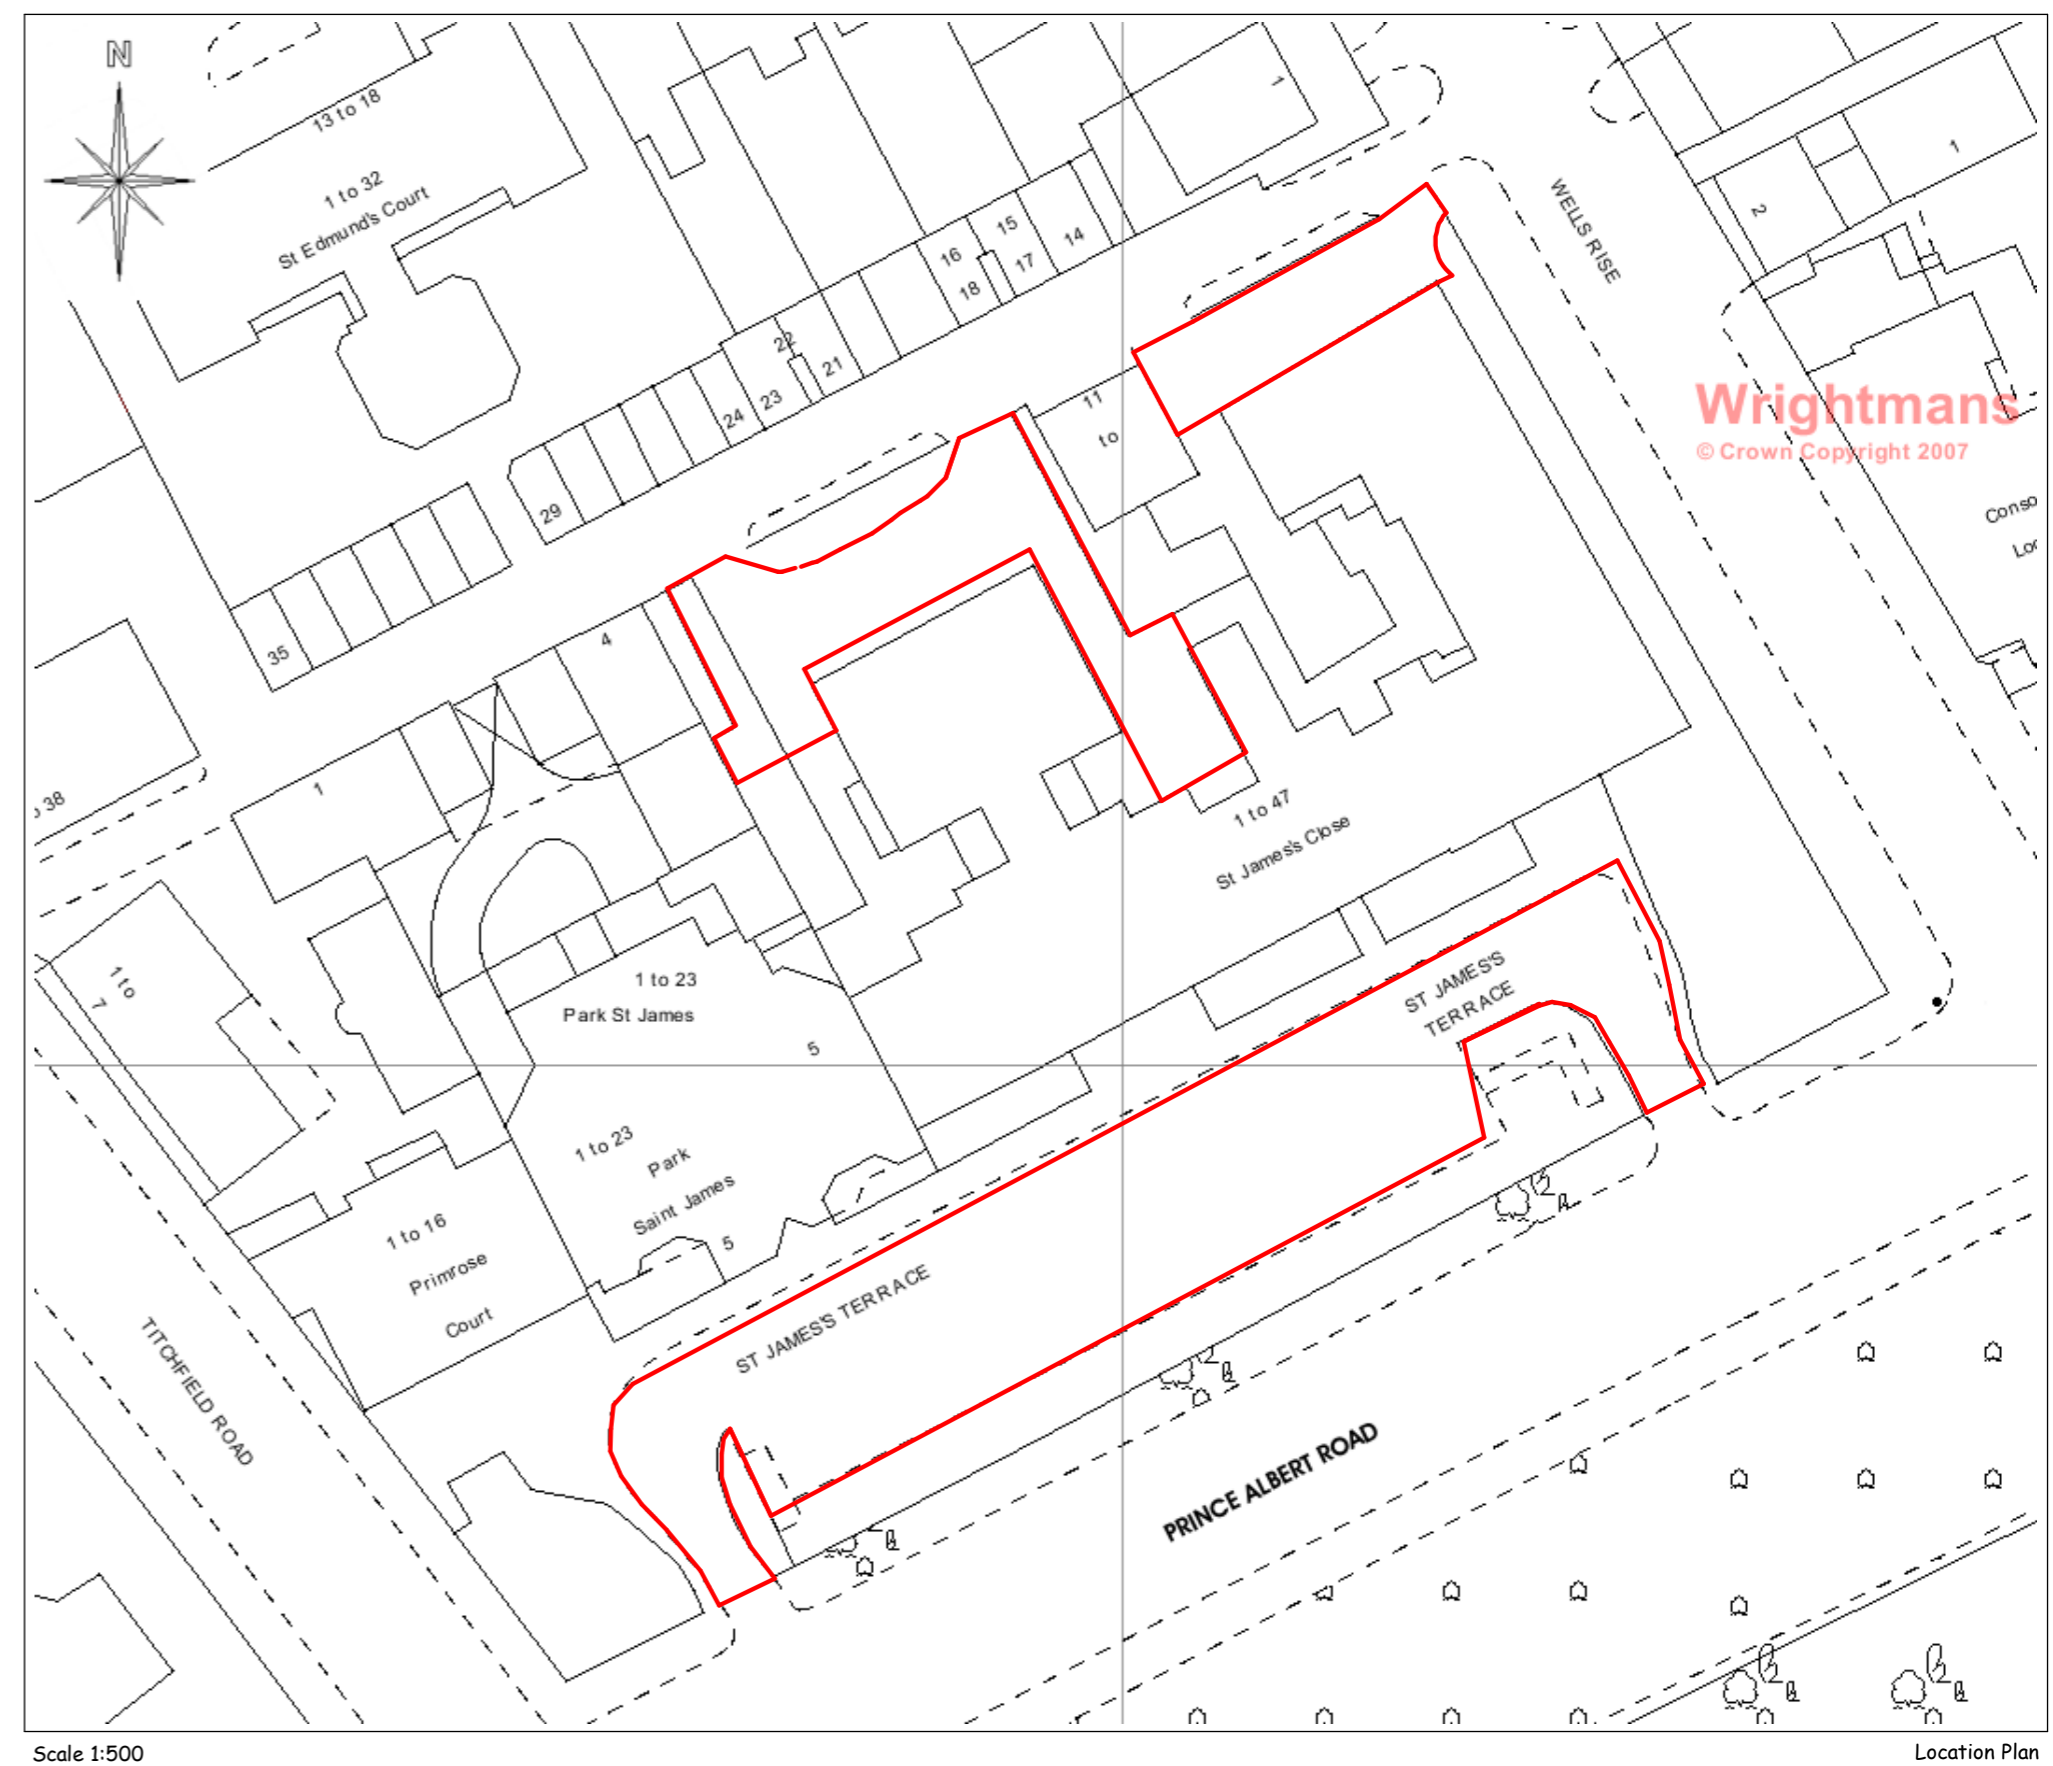 N
13 to 18
1 to 32
St Edmund's Court
1
1
2
WELLS RISE
16
15
14
17
18
22
21
23
24
29
35
11
to
Wrightmans
© Crown Copyright 2007
4
1
38
1 to
7
1 to 47
St James's Close
1 to 23
Park St James
5
ST JAMES'S
TERRACE
1 to 23
Park
Saint James
5
1 to 16
Primrose
Court
ST JAMES'S TERRACE
TITCHFIELD ROAD
PRINCE ALBERT ROAD
Scale 1:500
Location Plan